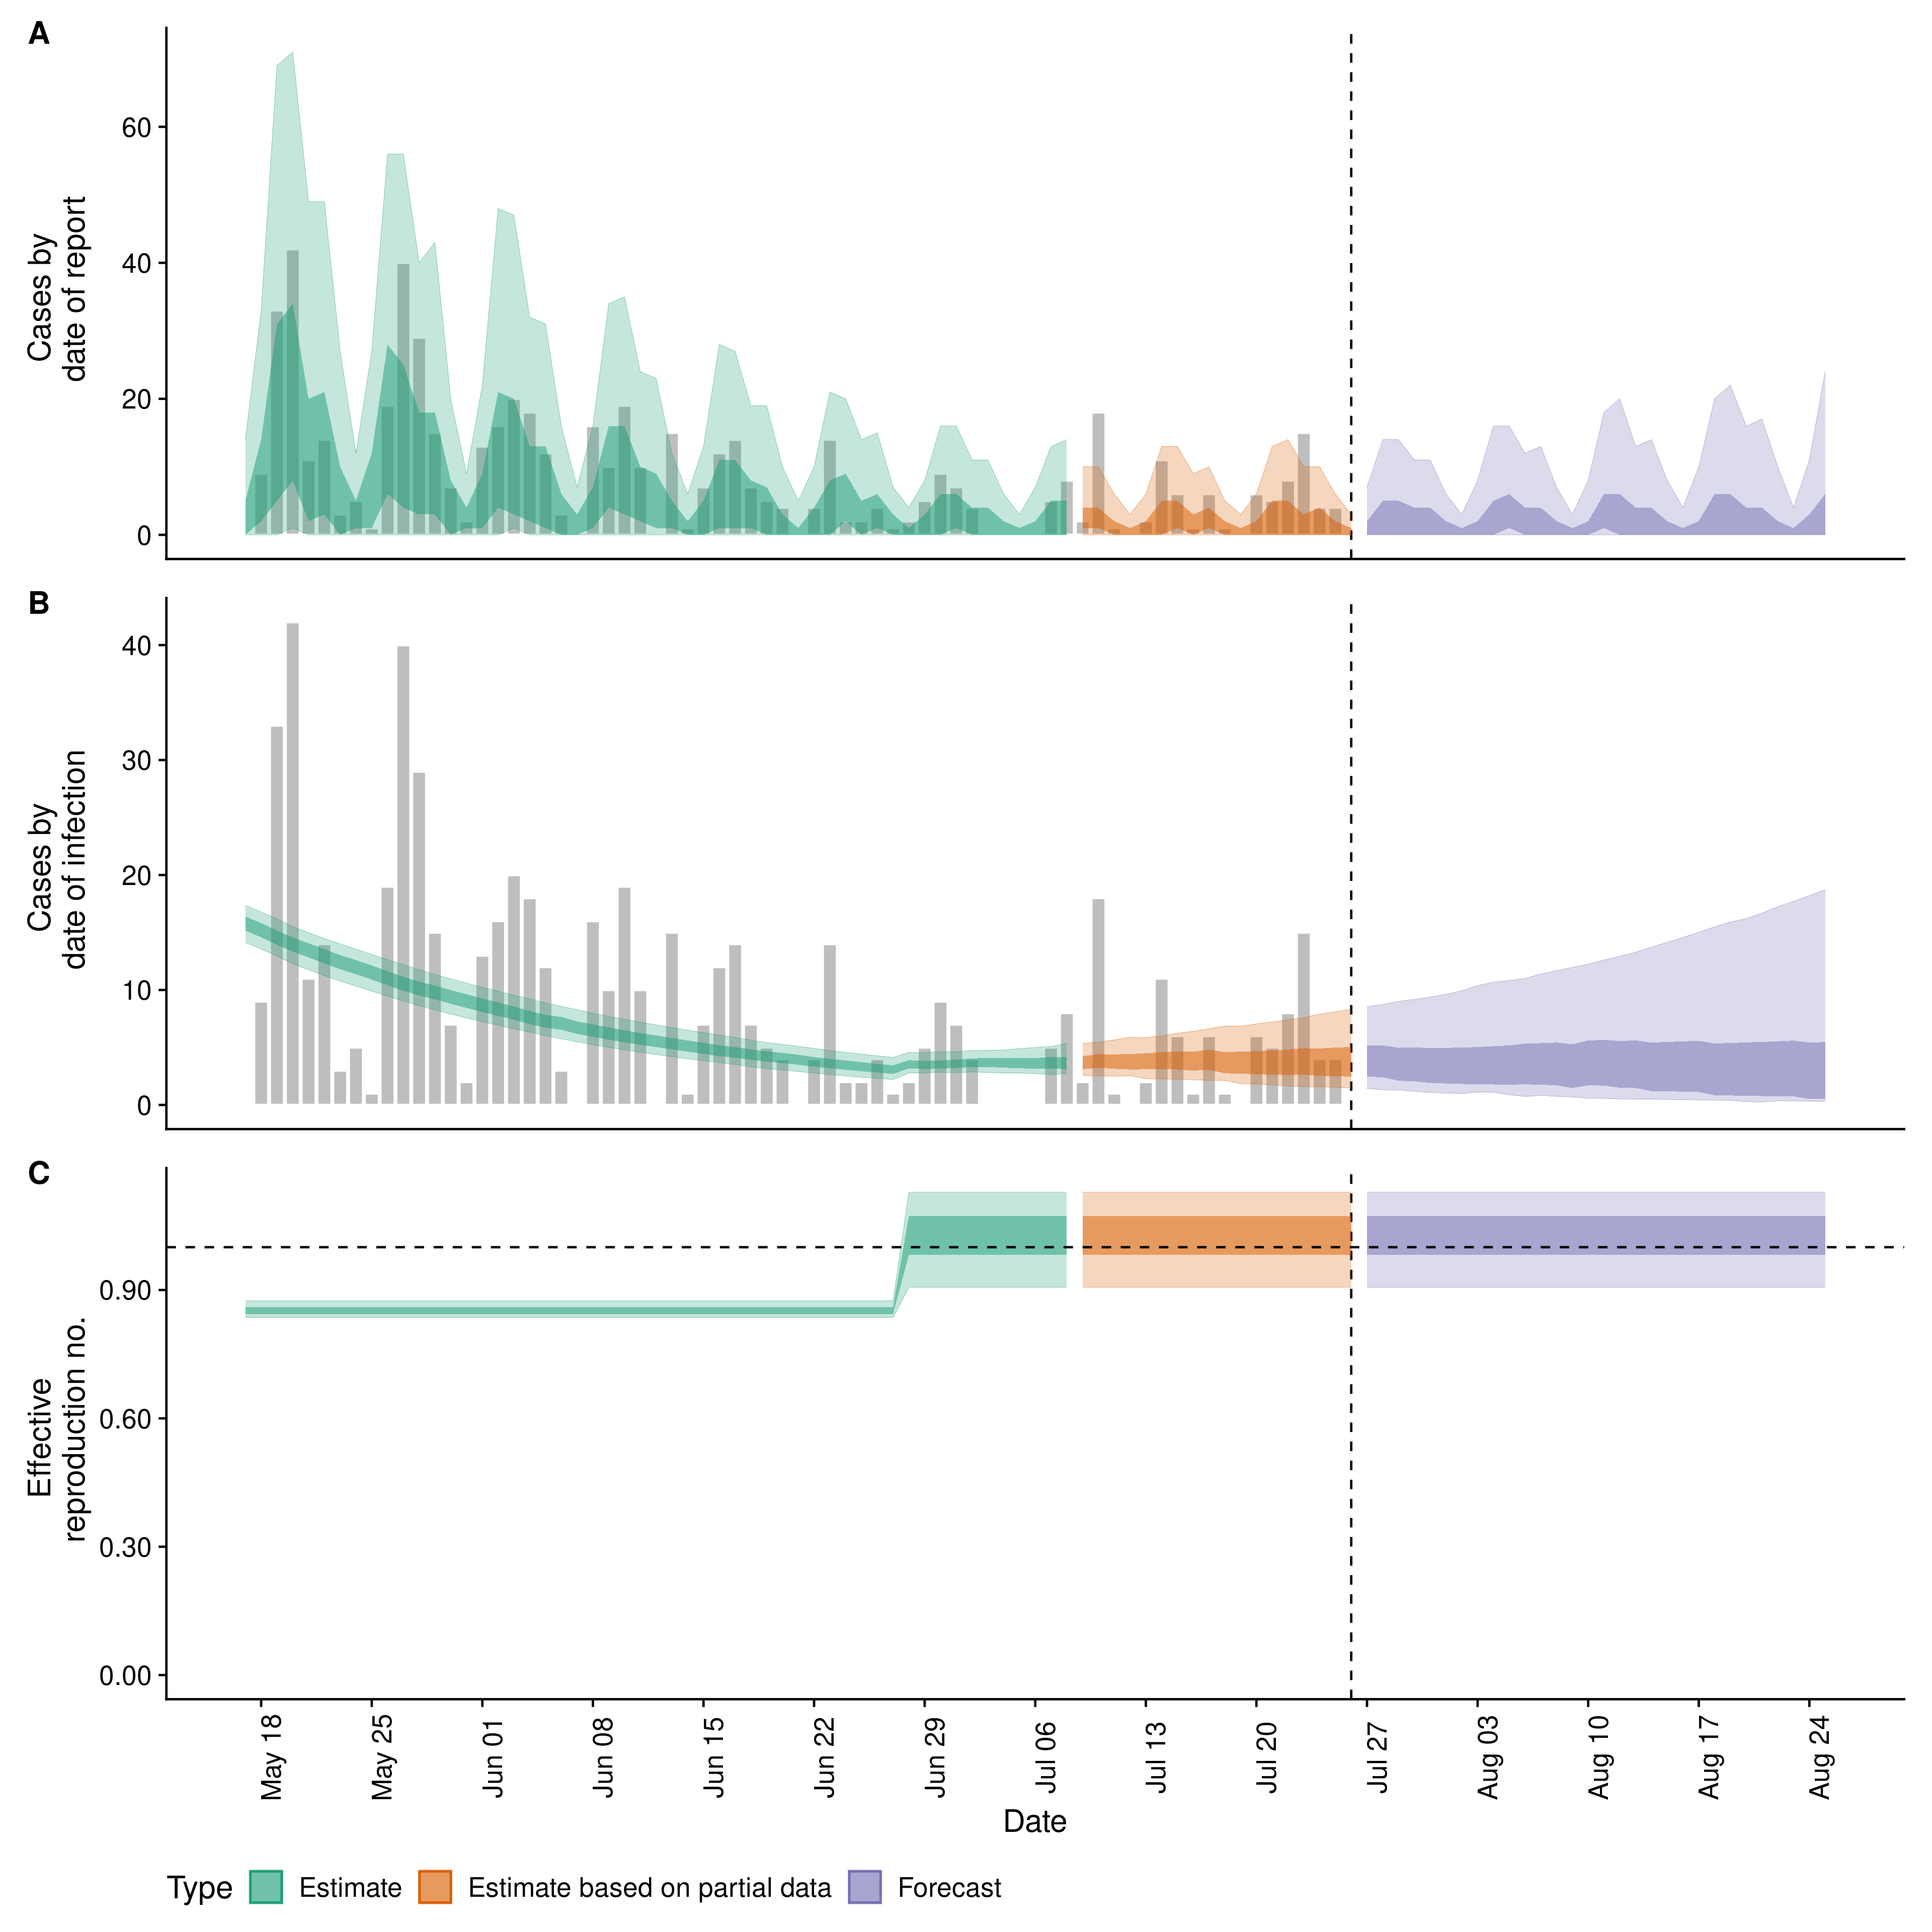 A
Cases by
date of report
60
40
20
0
B
Cases by
date of infection
40
30
20
10
0
C
Effective
reproduction no.
0.90
0.60
0.30
0.00
May 18
May 25
Jun 01
Jun 08
Jun 15
Jun 22
Jun 29
Jul 06
Jul 13
Jul 20
Jul 27
Aug 03
Aug 10
Aug 17
Aug 24
Date
Type Estimate Estimate based on partial data Forecast